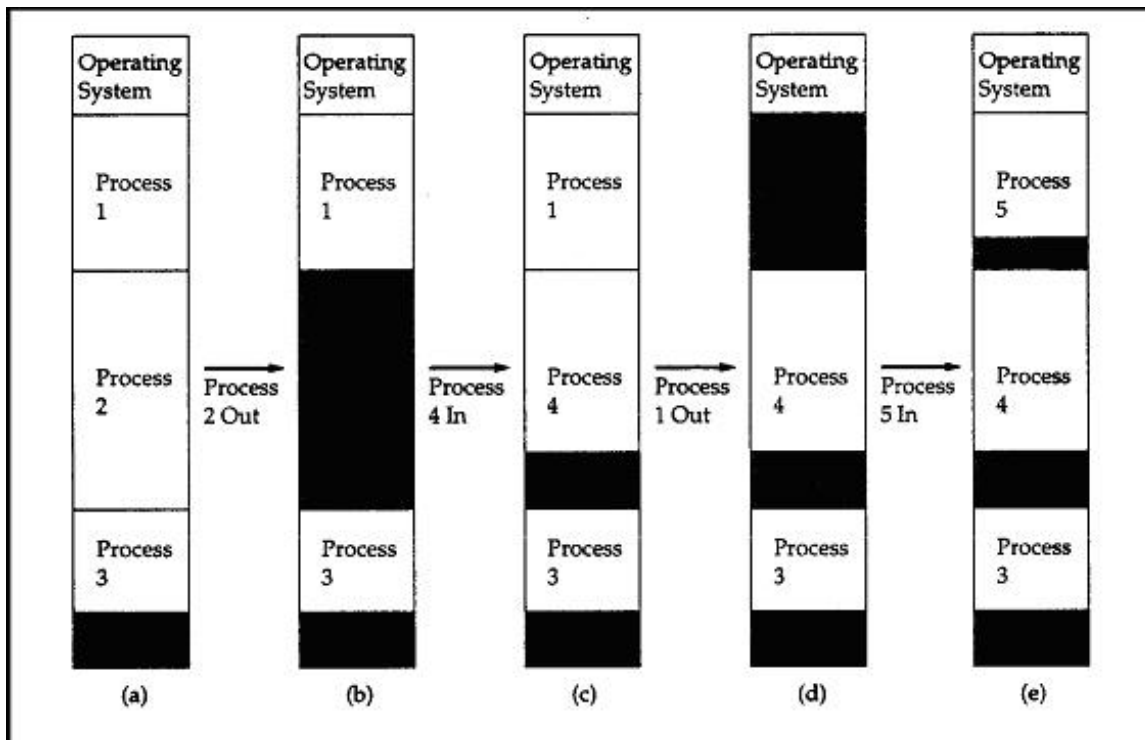 Operating
System
Process
1
Process
2
Process
3
(a)
Process
2 Out
Operating
System
Process
1
Process
3
(b)
Process
4 In
Operating
System
Process
1
Process
4
Process
3
(c)
Process
1 Out
Operating
System
Process
4
Process
3
(d)
Process
5 In
Operating
System
Process
5
Process
4
Process
3
(e)